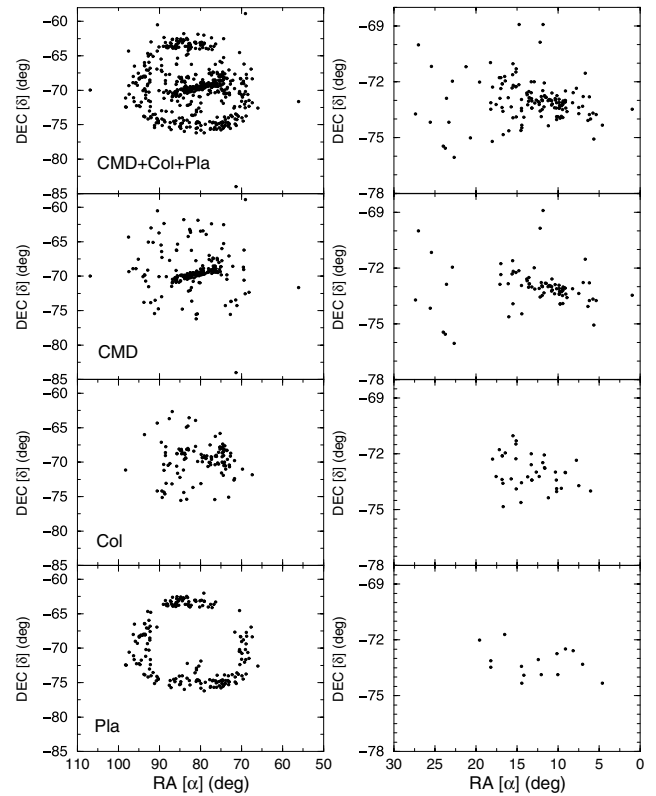 DEC [δ] (deg)
−60
−65
−70
−75
−80
−85
CMD+Col+Pla
DEC [δ] (deg)
−69
−72
−75
−78
DEC [δ] (deg)
−60
−65
−70
−75
−80
−85
CMD
DEC [δ] (deg)
−69
−72
−75
−78
DEC [δ] (deg)
−60
−65
−70
−75
−80
−85
Col
DEC [δ] (deg)
−69
−72
−75
−78
DEC [δ] (deg)
−60
−65
−70
−75
−80
−85
Pla
DEC [δ] (deg)
−69
−72
−75
−78
110 100 90 80 70 60 50
RA [α] (deg)
30 25 20 15 10 5 0
RA [α] (deg)